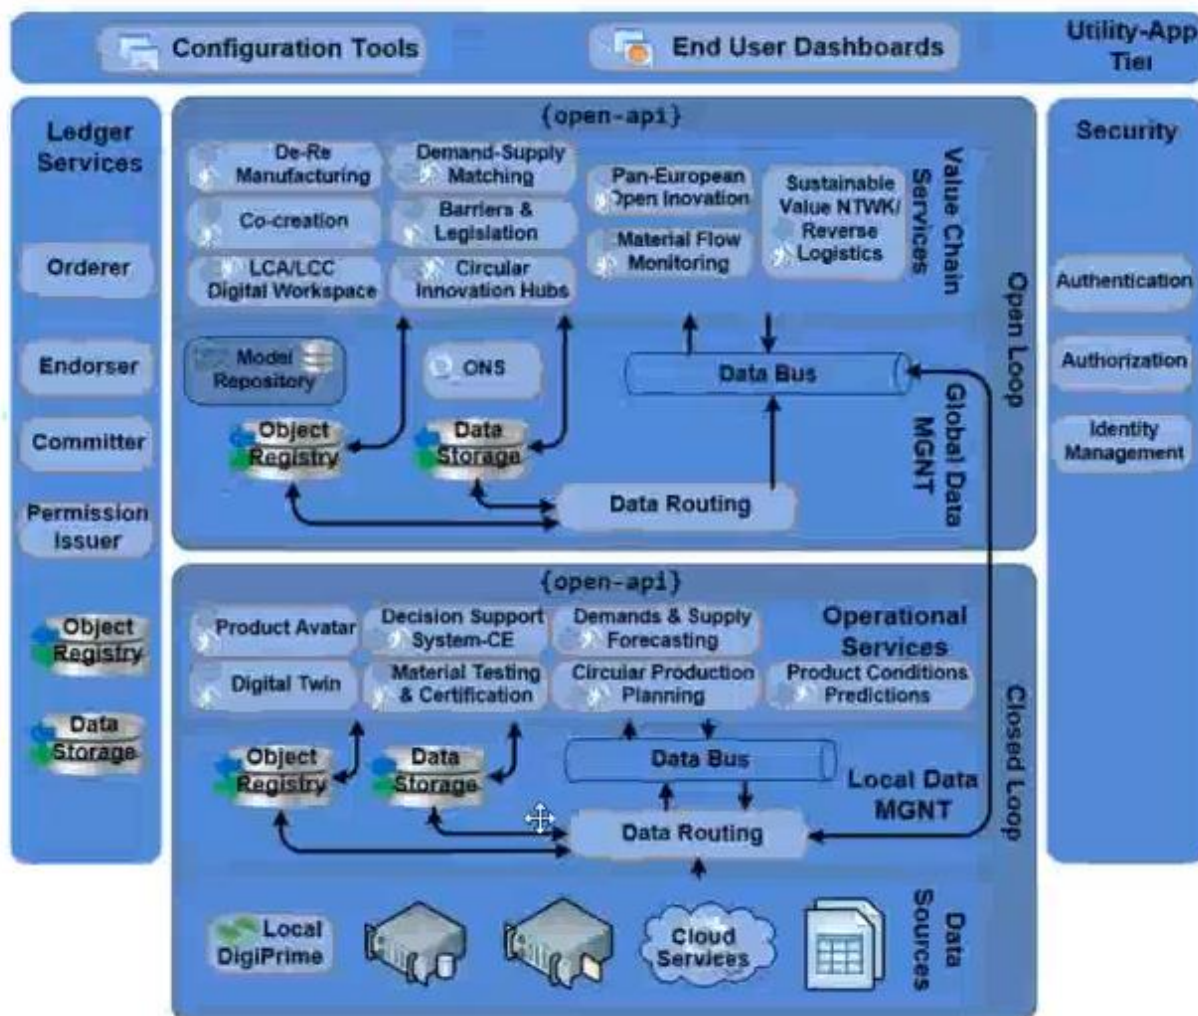 Configuration Tools
End User Dashboards
Utility-App
Tier
Ledger
Services
Orderer
Endorser
Committer
Permission
Issuer
Object
Registry
Data
Storage
{open-api}
De-Re
Manufacturing
Demand-Supply
Matching
Pan-European
Open Inovation
Sustainable
Value NTWK/
Reverse
Logistics
Co-creation
Barriers &
Legislation
Material Flow
Monitoring
LCA/LCC
Digital Workspace
Circular
Innovation Hubs
Value Chain
Services
Open Loop
Model
Repository
ONS
Data Bus
Object
Registry
Data
Storage
Data Routing
Global Data
MGNT
{open-api}
Product Avatar
Decision Support
System-CE
Demands & Supply
Forecasting
Operational
Services
Digital Twin
Material Testing
& Certification
Circular Production
Planning
Product Conditions
Predictions
Closed Loop
Object
Registry
Data
Storage
Data Bus
Local Data
MGNT
Data Routing
Local
DigiPrime
Cloud
Services
Data
Sources
Security
Authentication
Authorization
Identity
Management